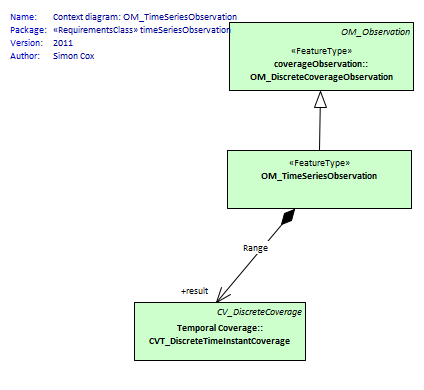 Name: Context diagram: OM_TimeSeriesObservation
Package: «RequirementsClass» timeSeriesObservation
Version: 2011
Author: Simon Cox
OM_Observation
«FeatureType»
coverageObservation::
OM_DiscreteCoverageObservation
«FeatureType»
OM_TimeSeriesObservation
Range
+result
CV_DiscreteCoverage
Temporal Coverage::
CVT_DiscreteTimeInstantCoverage